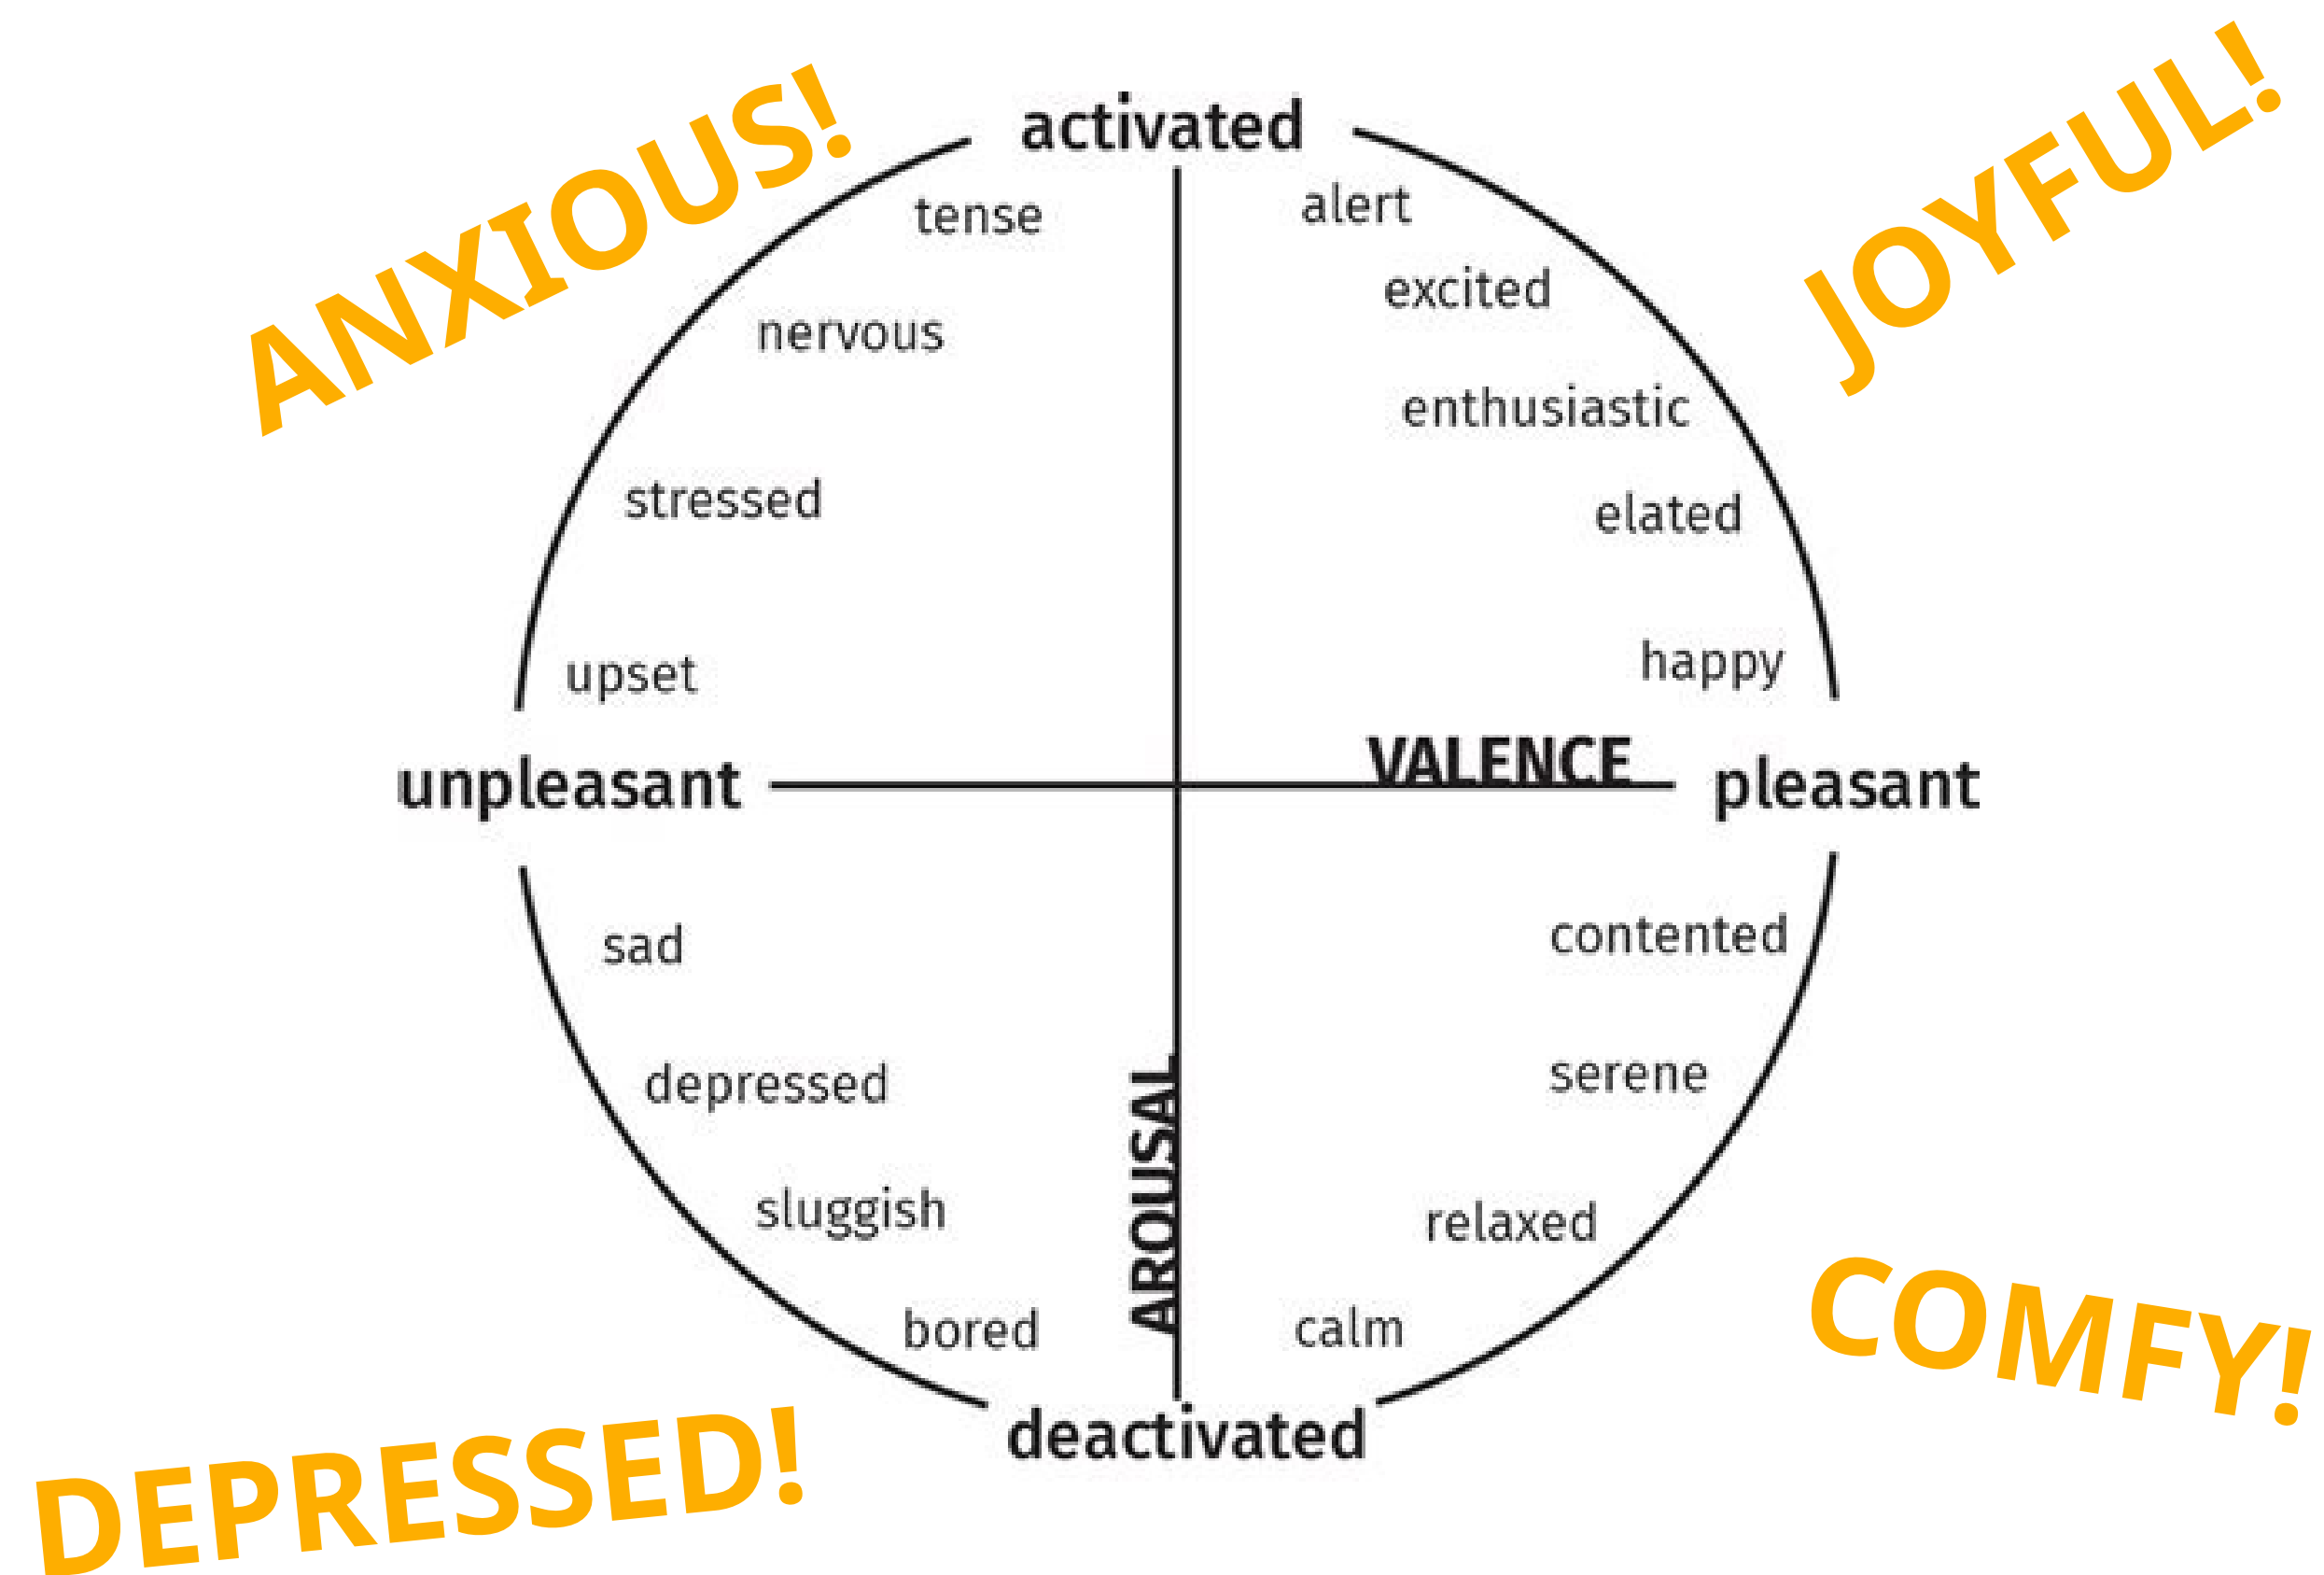 ANXIOUS!
JOYFUL!
activated
tense
alert
nervous
excited
enthusiastic
stressed
elated
upset
happy
unpleasant
VALENCE
pleasant
sad
contented
depressed
serene
AROUSAL
sluggish
relaxed
bored
calm
COMFY!
deactivated
DEPRESSED!